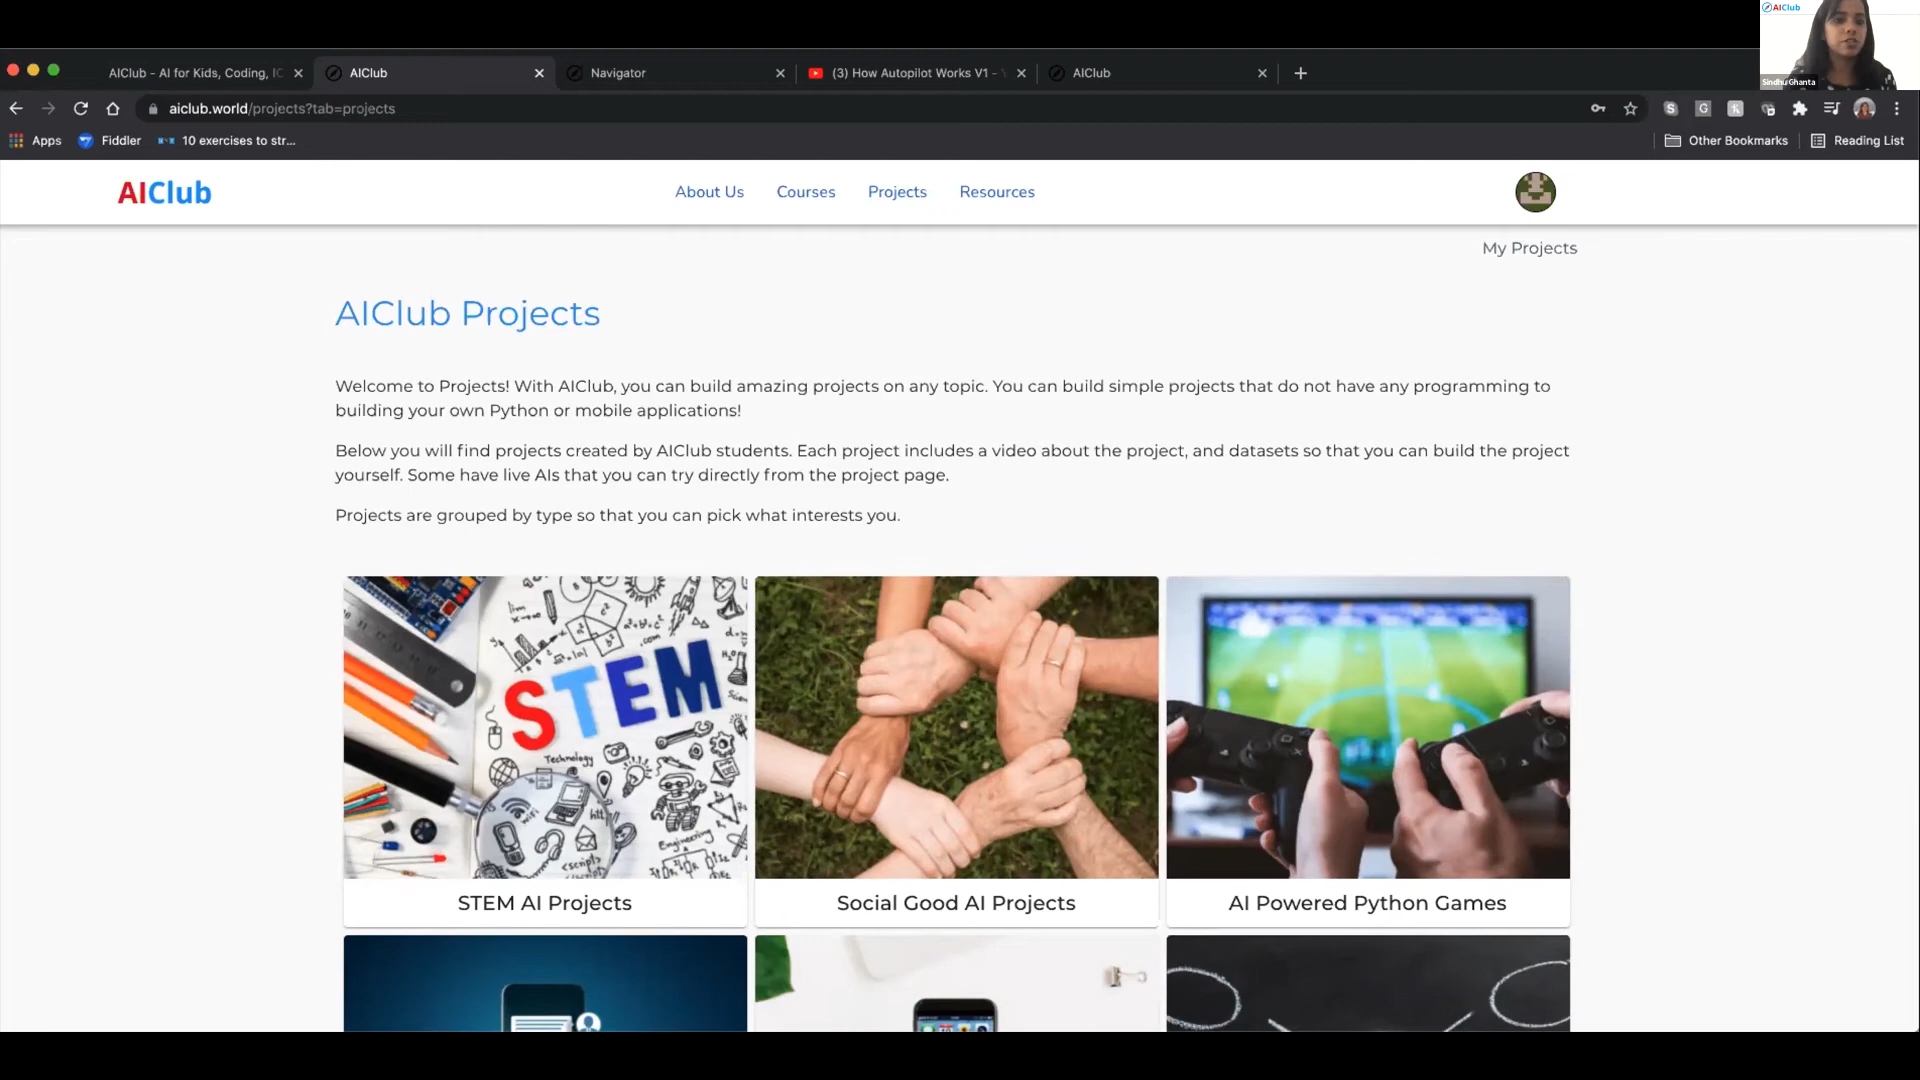 AIClub
Sindhu Ghanta
AIClub - AI for Kids, Coding, IC
AIClub
Navigator
(3) How Autopilot Works V1 -
AIClub
aiclub.world/projects?tab=projects
Apps
Fiddler
10 exercises to str...
Other Bookmarks
Reading List
AIClub
About Us
Courses
Projects
Resources
My Projects
AIClub Projects
Welcome to Projects! With AIClub, you can build amazing projects on any topic. You can build simple projects that do not have any programming to
building your own Python or mobile applications!
Below you will find projects created by AIClub students. Each project includes a video about the project, and datasets so that you can build the project
yourself. Some have live AIs that you can try directly from the project page.
Projects are grouped by type so that you can pick what interests you.
STEM
Technology
Engineering
<script>
STEM AI Projects
Social Good AI Projects
AI Powered Python Games